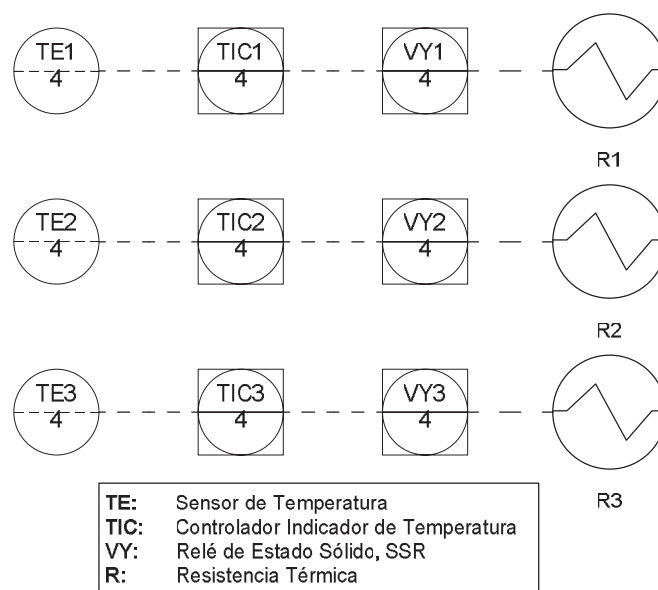 TE1 TIC1 VY1
4 4 4
R1
TE2 TIC2 VY2
4 4 4
R2
TE3 TIC3 VY3
4 4 4
R3
TE: Sensor de Temperatura
TIC: Controlador Indicador de Temperatura
VY: Relé de Estado Sólido, SSR
R: Resistencia Térmica